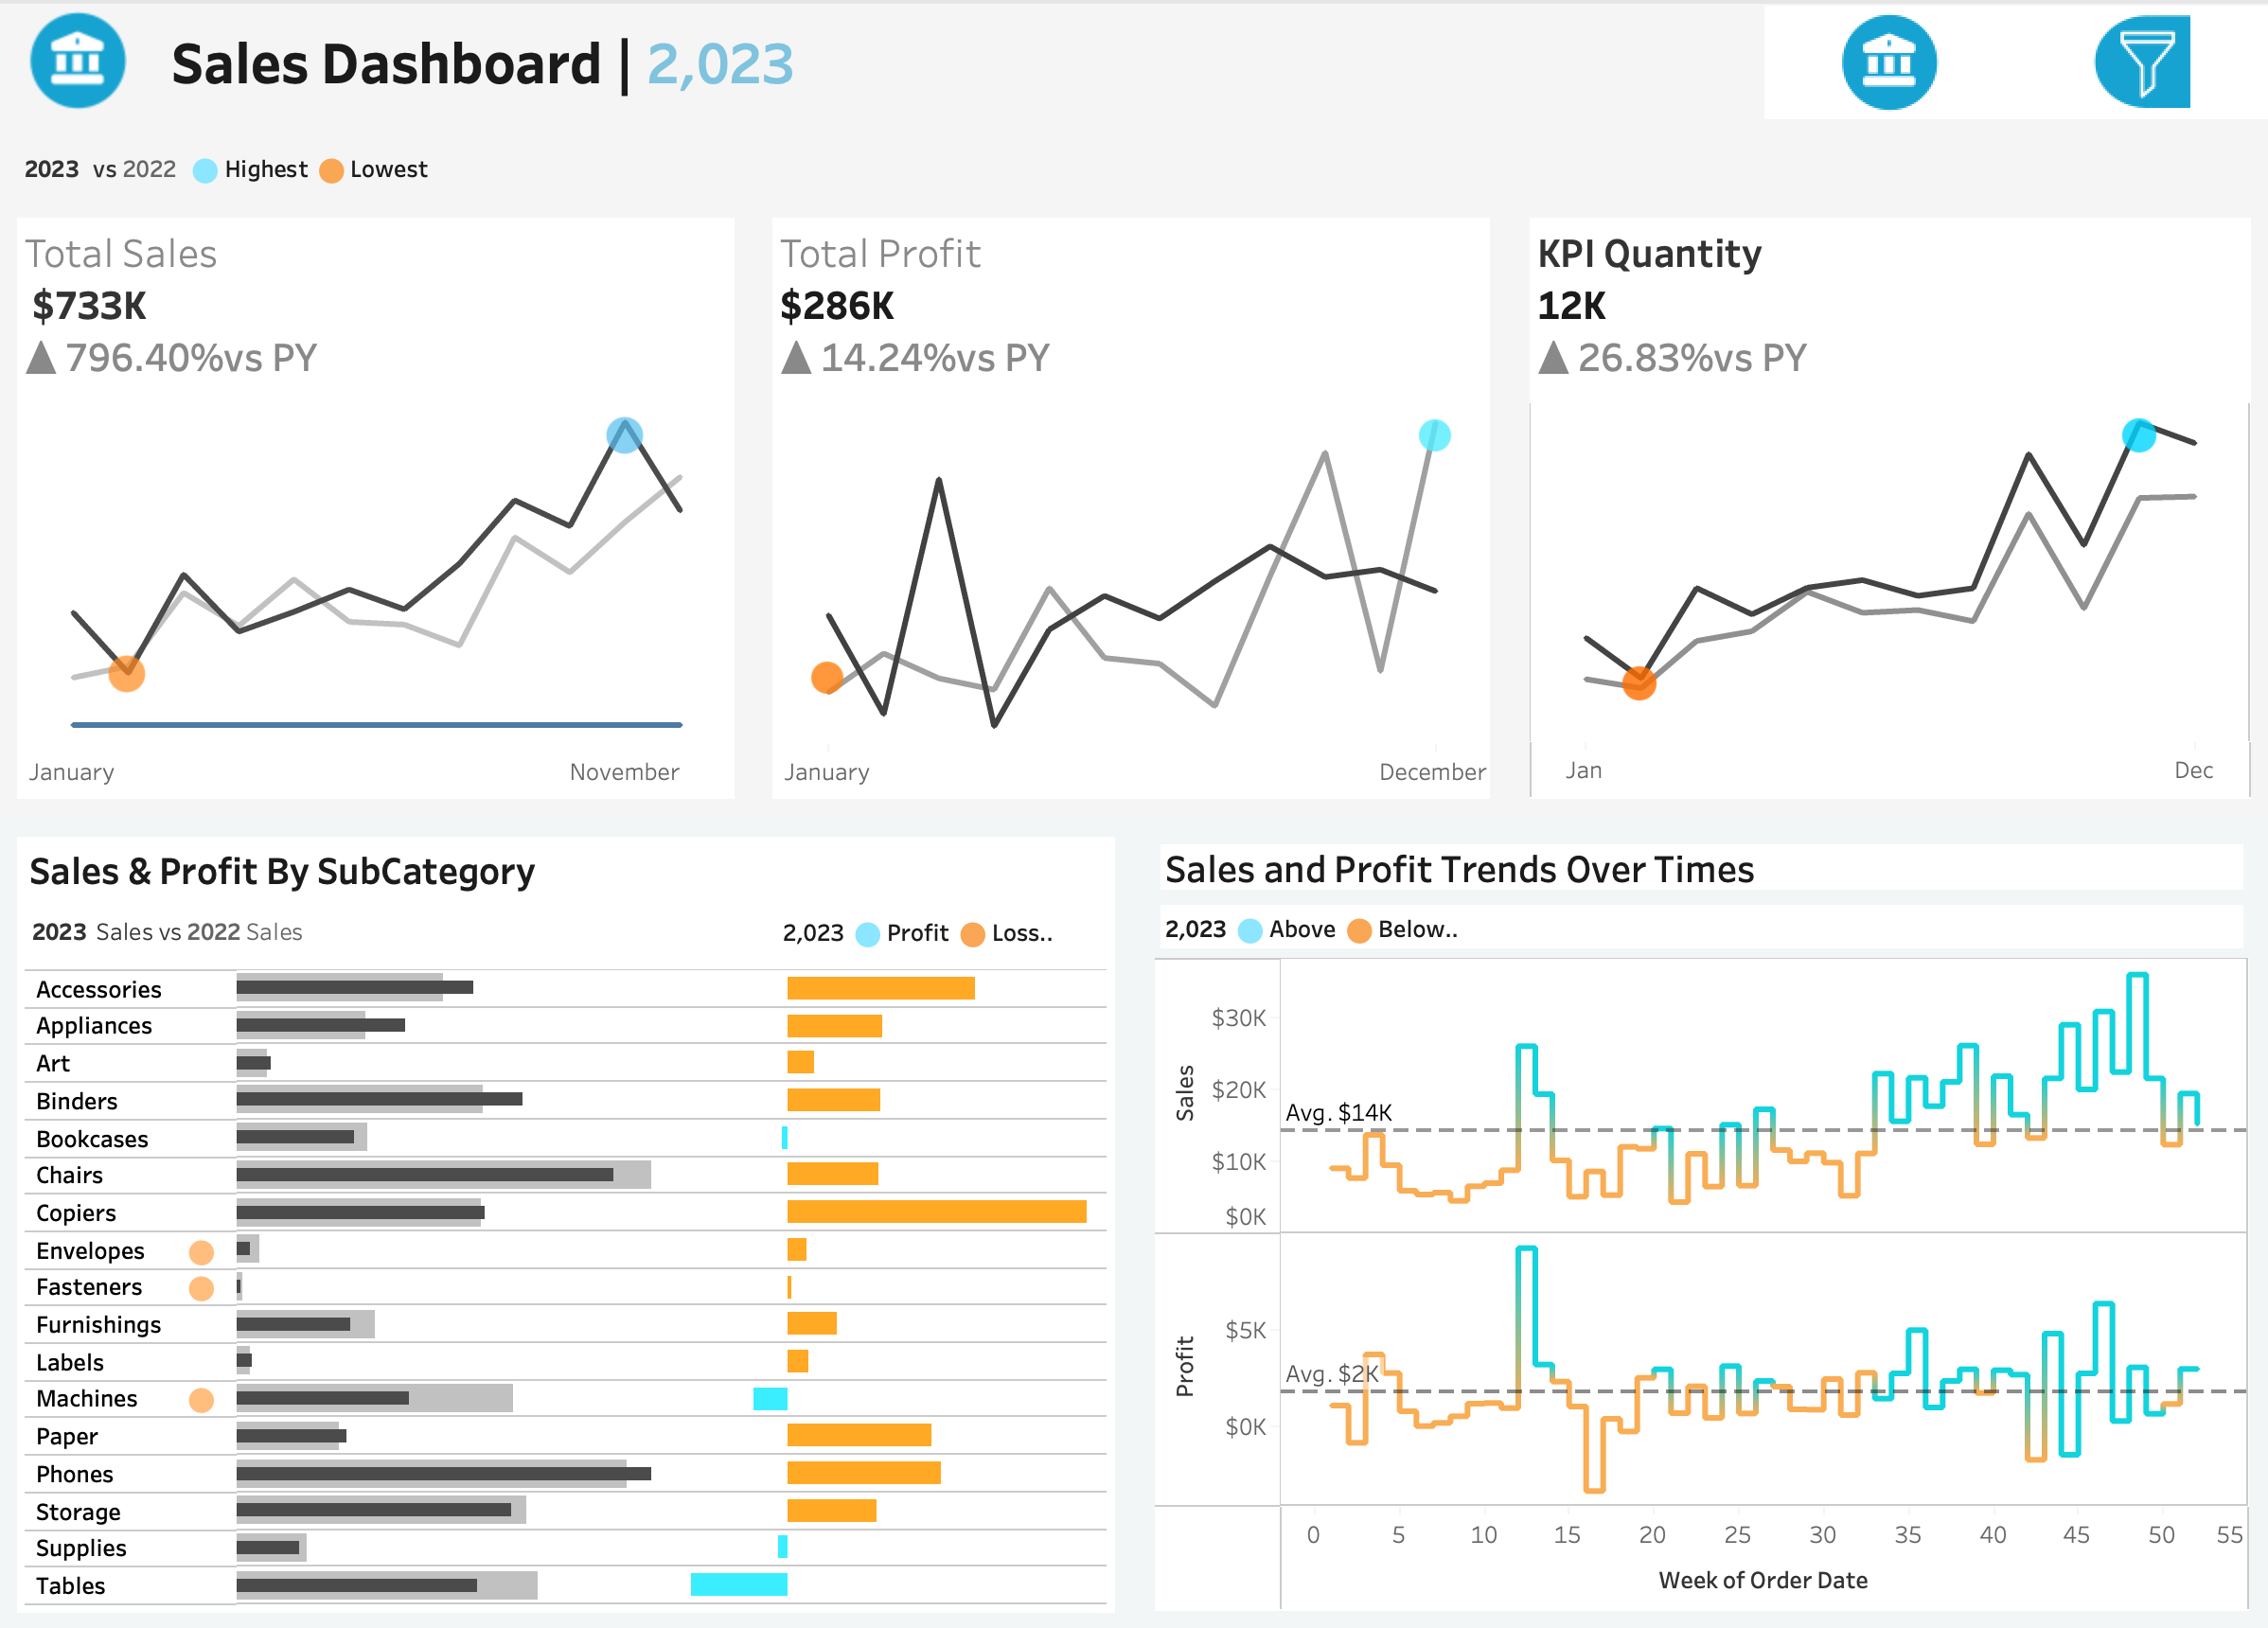 Sales Dashboard | 2,023
2023 vs 2022 Highest Lowest
Total Sales
$733K
▲ 796.40%vs PY
January November
Total Profit
$286K
▲ 14.24%vs PY
January December
KPI Quantity
12K
▲ 26.83%vs PY
Jan Dec
Sales & Profit By SubCategory
2023 Sales vs 2022 Sales
2,023 Profit Loss..
Accessories
Appliances
Art
Binders
Bookcases
Chairs
Copiers
Envelopes
Fasteners
Furnishings
Labels
Machines
Paper
Phones
Storage
Supplies
Tables
Sales and Profit Trends Over Times
2,023 Above Below..
Sales
$30K
$20K
$10K
$0K
Avg. $14K
Profit
$5K
$0K
Avg. $2K
0 5 10 15 20 25 30 35 40 45 50 55
Week of Order Date